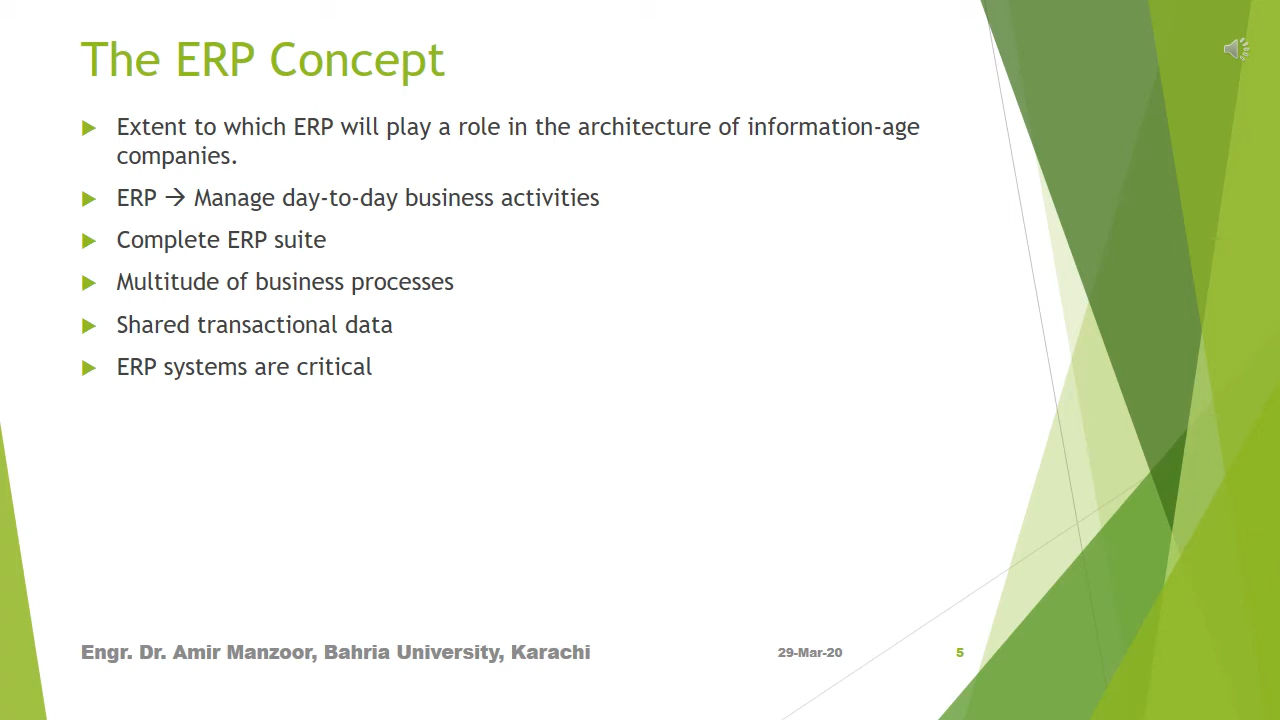 The ERP Concept
Extent to which ERP will play a role in the architecture of information-age
companies.
ERP → Manage day-to-day business activities
Complete ERP suite
Multitude of business processes
Shared transactional data
ERP systems are critical
Engr. Dr. Amir Manzoor, Bahria University, Karachi 29-Mar-20 5